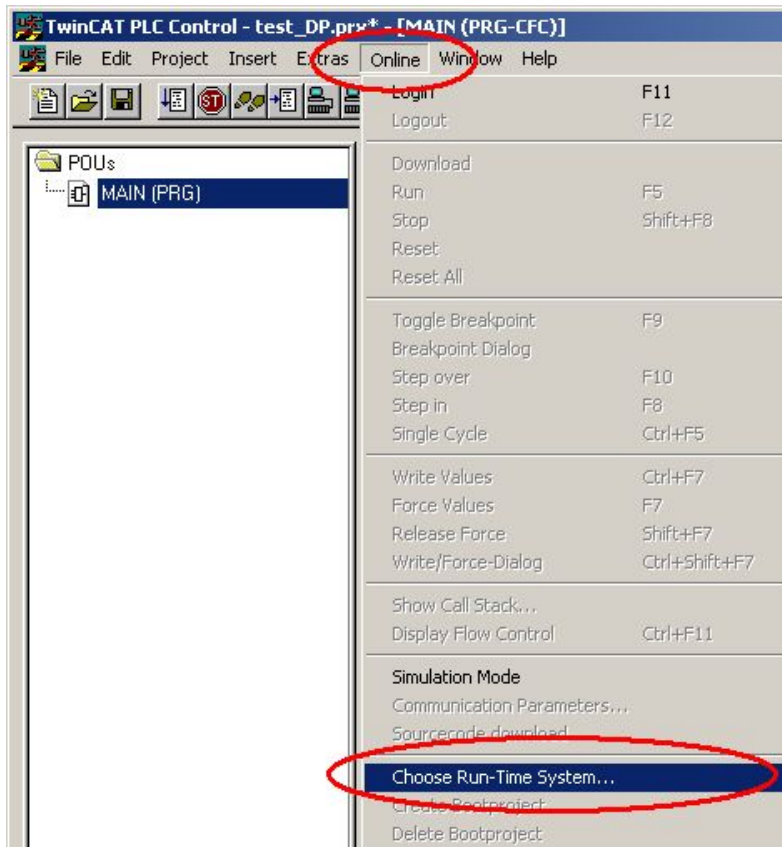 TwinCAT PLC Control - test_DP.prx* - [MAIN (PRG-CFC)]
File Edit Project Insert Extras Online Window Help
POUs
MAIN (PRG)
Login F11
Logout F12
Download
Run F5
Stop Shift+F8
Reset
Reset All
Toggle Breakpoint F9
Breakpoint Dialog
Step over F10
Step in F8
Single Cycle Ctrl+F5
Write Values Ctrl+F7
Force Values F7
Release Force Shift+F7
Write/Force-Dialog Ctrl+Shift+F7
Show Call Stack...
Display Flow Control Ctrl+F11
Simulation Mode
Communication Parameters...
Sourcecode download
Choose Run-Time System...
Create Bootproject
Delete Bootproject